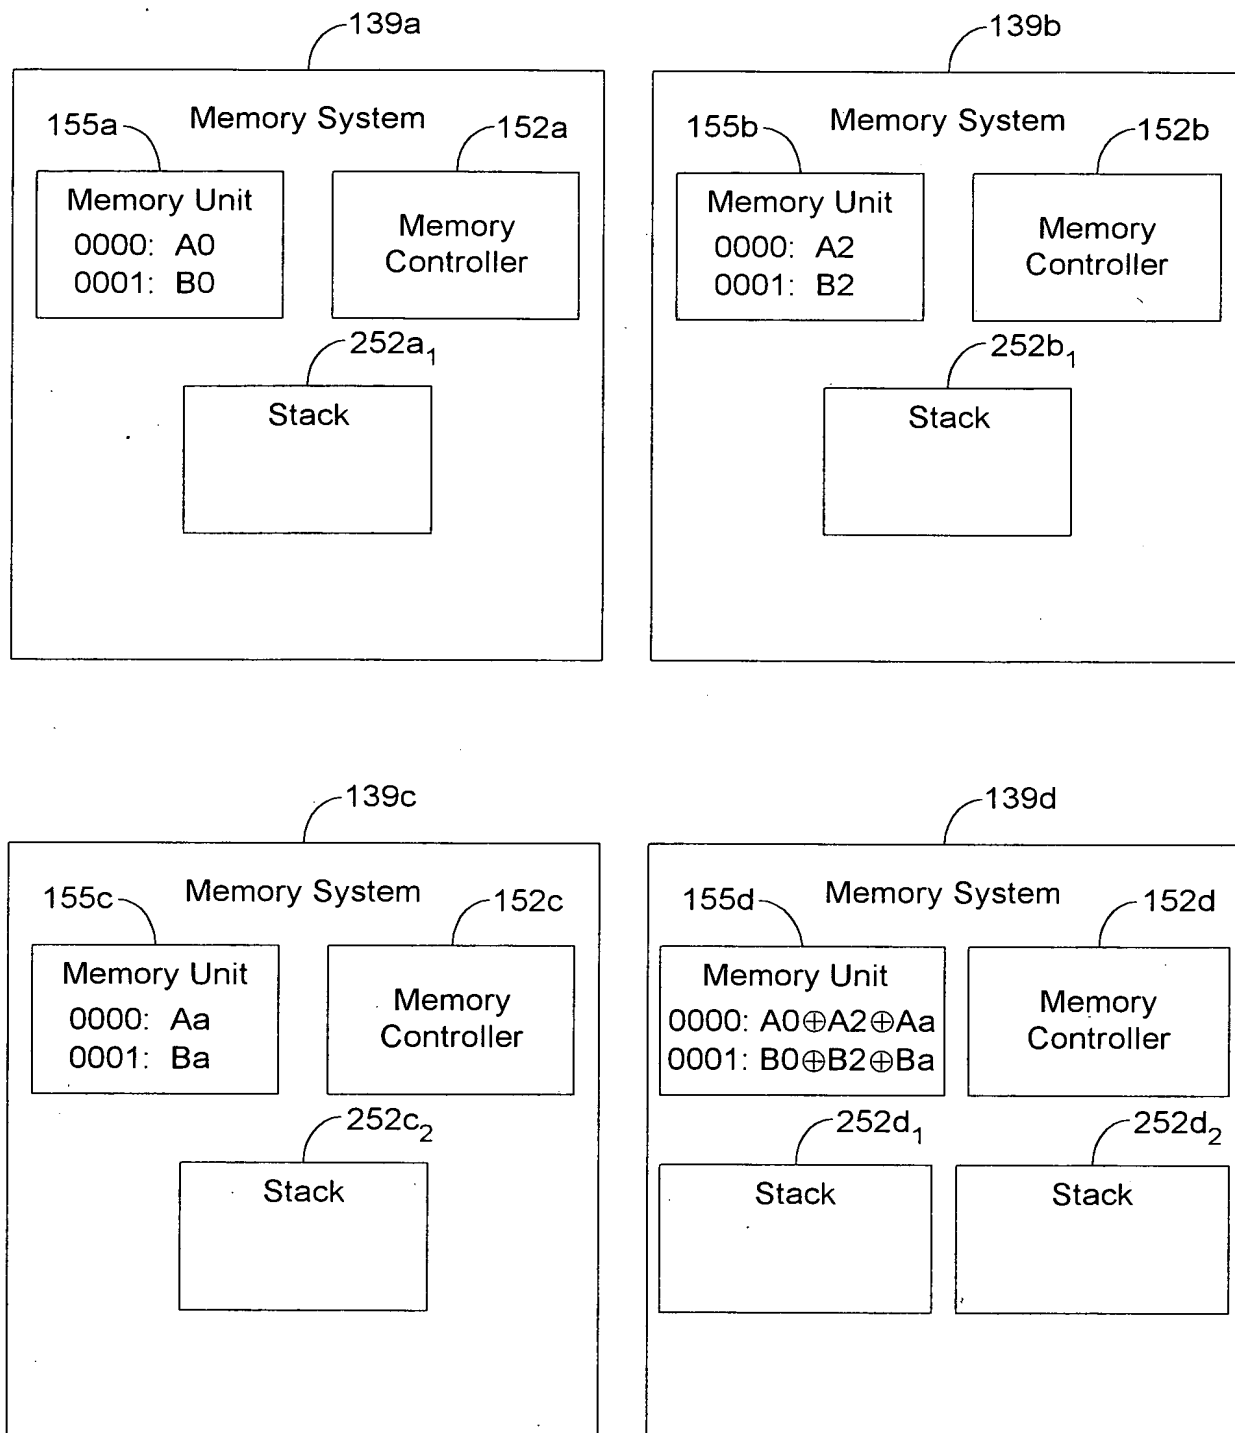 139a
Memory System
155a
152a
Memory Unit
0000: A0
0001: B0
Memory
Controller
252a₁
Stack
139b
Memory System
155b
152b
Memory Unit
0000: A2
0001: B2
Memory
Controller
252b₁
Stack
139c
Memory System
155c
152c
Memory Unit
0000: Aa
0001: Ba
Memory
Controller
252c₂
Stack
139d
Memory System
155d
152d
Memory Unit
0000: A0⊕A2⊕Aa
0001: B0⊕B2⊕Ba
Memory
Controller
252d₁
252d₂
Stack
Stack